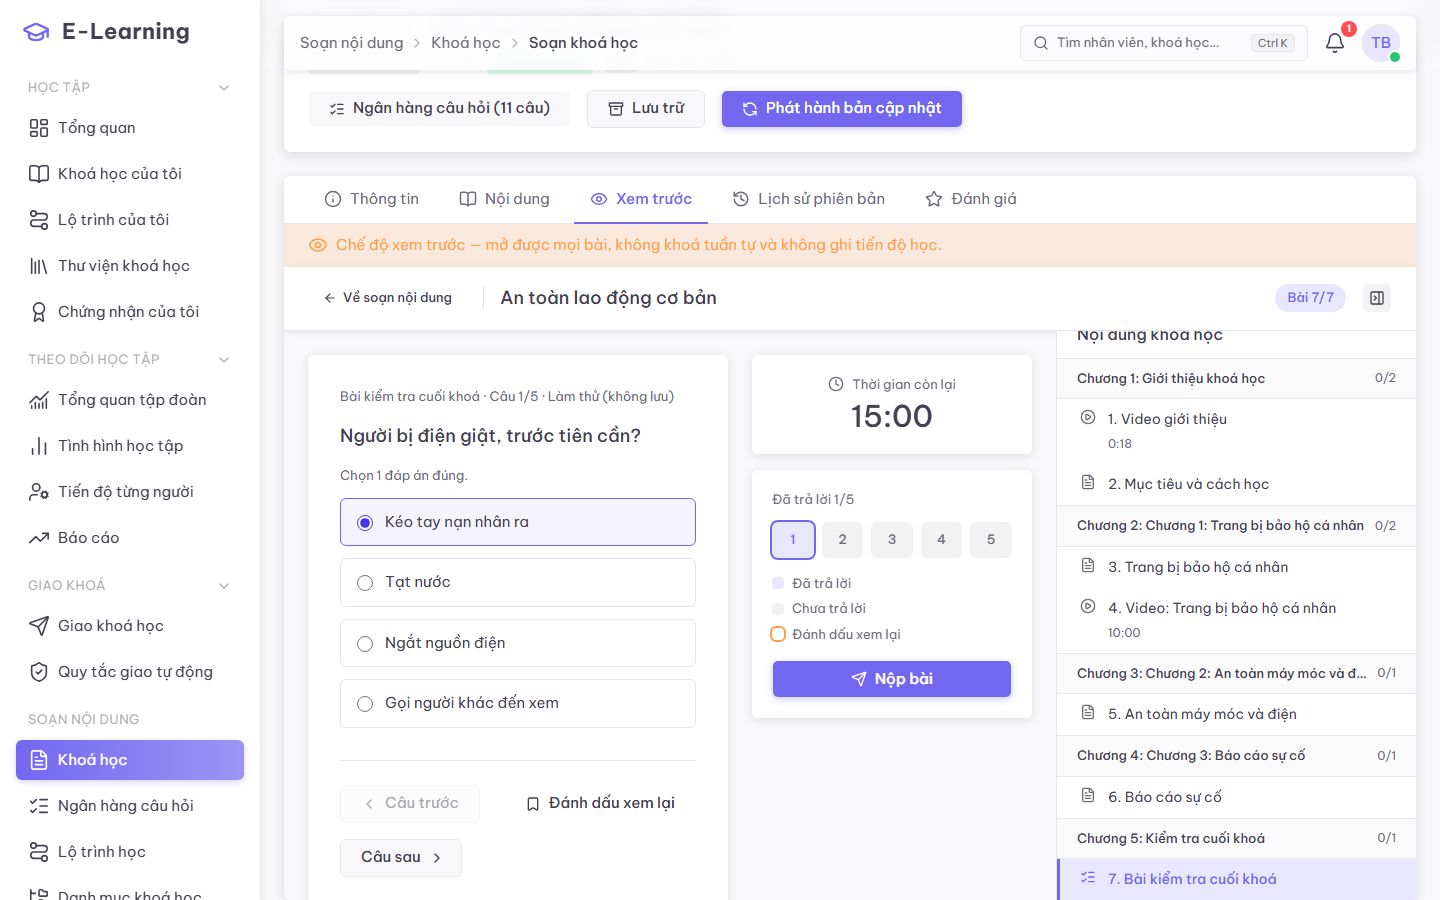 E-Learning
HỌC TẬP
Tổng quan
Khoá học của tôi
Lộ trình của tôi
Thư viện khoá học
Chứng nhận của tôi
THEO DÕI HỌC TẬP
Tổng quan tập đoàn
Tình hình học tập
Tiến độ từng người
Báo cáo
GIAO KHOÁ
Giao khoá học
Quy tắc giao tự động
SOẠN NỘI DUNG
Khoá học
Ngân hàng câu hỏi
Lộ trình học
Danh mục khoá học
Soạn nội dung > Khoá học > Soạn khoá học
Tìm nhân viên, khoá học... Ctrl K
1
TB
Ngân hàng câu hỏi (11 câu)
Lưu trữ
Phát hành bản cập nhật
Thông tin
Nội dung
Xem trước
Lịch sử phiên bản
Đánh giá
Chế độ xem trước — mở được mọi bài, không khoá tuần tự và không ghi tiến độ học.
Về soạn nội dung
An toàn lao động cơ bản
Bài 7/7
Bài kiểm tra cuối khoá · Câu 1/5 · Làm thử (không lưu)
Người bị điện giật, trước tiên cần?
Chọn 1 đáp án đúng.
Kéo tay nạn nhân ra
Tạt nước
Ngắt nguồn điện
Gọi người khác đến xem
Câu trước
Đánh dấu xem lại
Câu sau
Thời gian còn lại
15:00
Đã trả lời 1/5
1 2 3 4 5
Đã trả lời
Chưa trả lời
Đánh dấu xem lại
Nộp bài
Nội dung khoá học
Chương 1: Giới thiệu khoá học 0/2
1. Video giới thiệu
0:18
2. Mục tiêu và cách học
Chương 2: Chương 1: Trang bị bảo hộ cá nhân 0/2
3. Trang bị bảo hộ cá nhân
4. Video: Trang bị bảo hộ cá nhân
10:00
Chương 3: Chương 2: An toàn máy móc và đ... 0/1
5. An toàn máy móc và điện
Chương 4: Chương 3: Báo cáo sự cố 0/1
6. Báo cáo sự cố
Chương 5: Kiểm tra cuối khoá 0/1
7. Bài kiểm tra cuối khoá